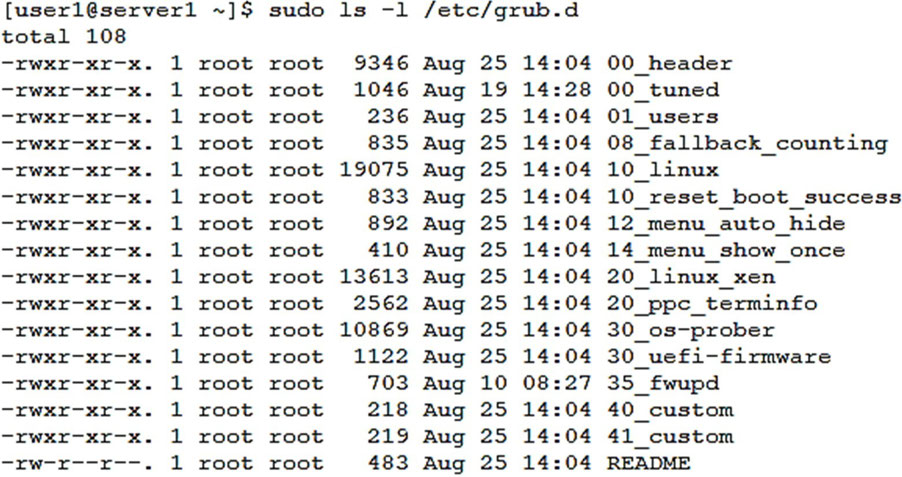 [user1@server1 ~]$ sudo ls -l /etc/grub.d
total 108
-rwxr-xr-x. 1 root root  9346 Aug 25 14:04 00_header
-rwxr-xr-x. 1 root root  1046 Aug 19 14:28 00_tuned
-rwxr-xr-x. 1 root root   236 Aug 25 14:04 01_users
-rwxr-xr-x. 1 root root   835 Aug 25 14:04 08_fallback_counting
-rwxr-xr-x. 1 root root 19075 Aug 25 14:04 10_linux
-rwxr-xr-x. 1 root root   833 Aug 25 14:04 10_reset_boot_success
-rwxr-xr-x. 1 root root   892 Aug 25 14:04 12_menu_auto_hide
-rwxr-xr-x. 1 root root   410 Aug 25 14:04 14_menu_show_once
-rwxr-xr-x. 1 root root 13613 Aug 25 14:04 20_linux_xen
-rwxr-xr-x. 1 root root  2562 Aug 25 14:04 20_ppc_terminfo
-rwxr-xr-x. 1 root root 10869 Aug 25 14:04 30_os-prober
-rwxr-xr-x. 1 root root  1122 Aug 25 14:04 30_uefi-firmware
-rwxr-xr-x. 1 root root   703 Aug 10 08:27 35_fwupd
-rwxr-xr-x. 1 root root   218 Aug 25 14:04 40_custom
-rwxr-xr-x. 1 root root   219 Aug 25 14:04 41_custom
-rw-r--r--. 1 root root   483 Aug 25 14:04 README